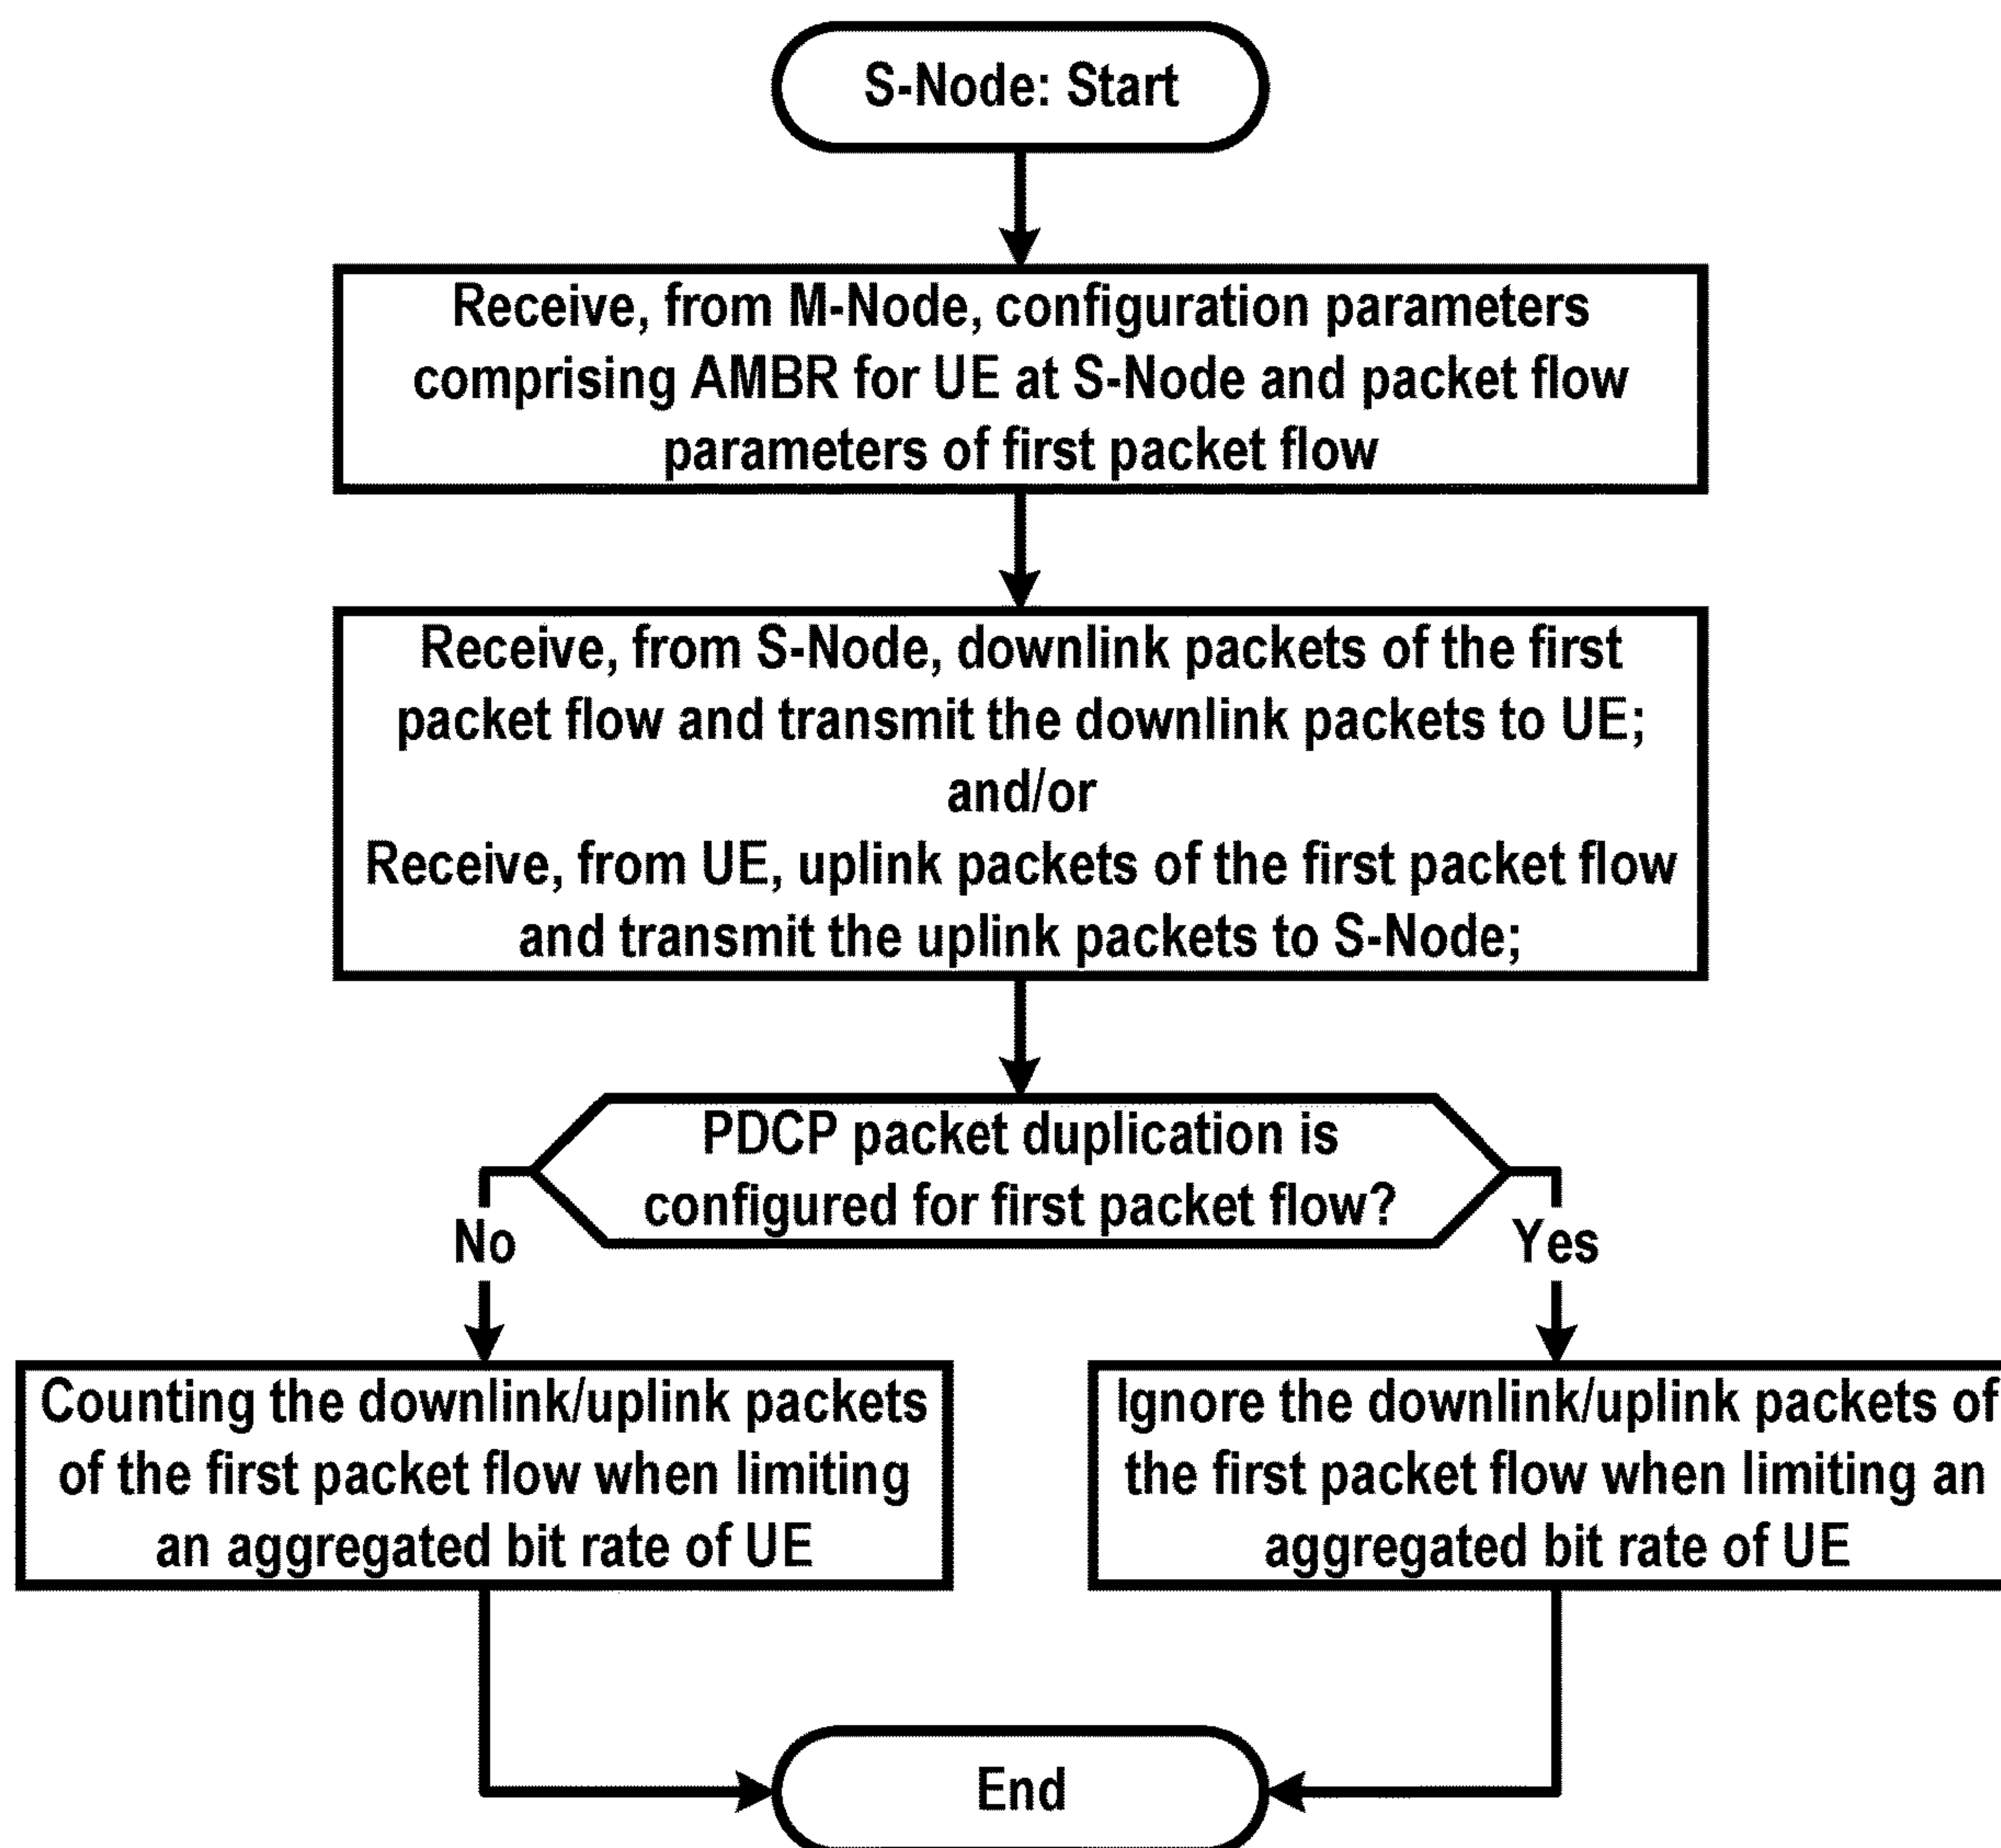 S-Node: Start
Receive, from M-Node, configuration parameters
comprising AMBR for UE at S-Node and packet flow
parameters of first packet flow
Receive, from S-Node, downlink packets of the first
packet flow and transmit the downlink packets to UE;
and/or
Receive, from UE, uplink packets of the first packet flow
and transmit the uplink packets to S-Node;
PDCP packet duplication is
configured for first packet flow?
No
Yes
Counting the downlink/uplink packets
of the first packet flow when limiting
an aggregated bit rate of UE
Ignore the downlink/uplink packets of
the first packet flow when limiting an
aggregated bit rate of UE
End